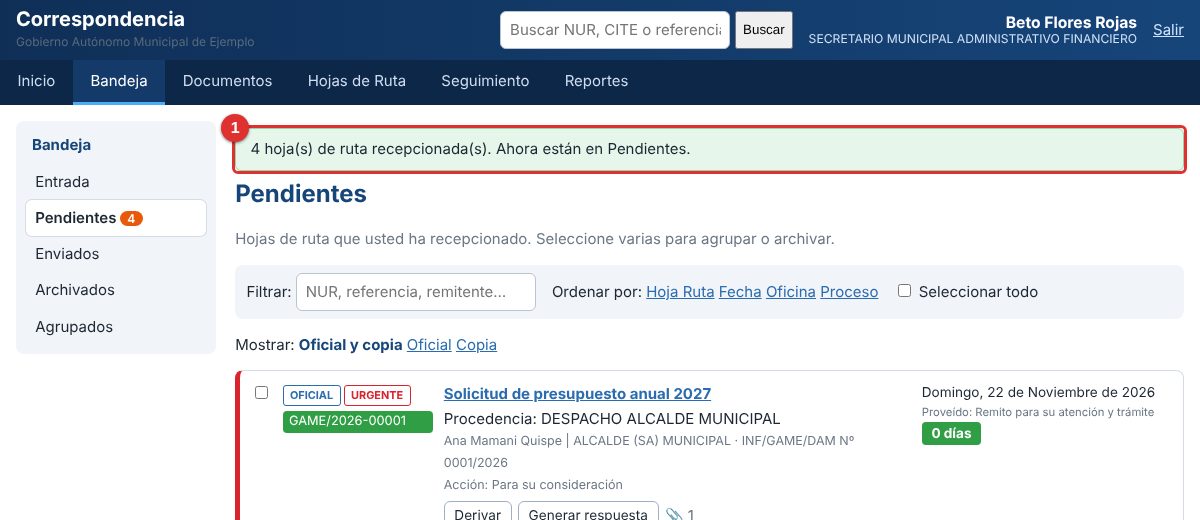 Correspondencia
Gobierno Autónomo Municipal de Ejemplo
Buscar NUR, CITE o referencia
Buscar
Beto Flores Rojas
SECRETARIO MUNICIPAL ADMINISTRATIVO FINANCIERO
Salir
Inicio Bandeja Documentos Hojas de Ruta Seguimiento Reportes
Bandeja
Entrada
Pendientes 4
Enviados
Archivados
Agrupados
1
4 hoja(s) de ruta recepcionada(s). Ahora están en Pendientes.
Pendientes
Hojas de ruta que usted ha recepcionado. Seleccione varias para agrupar o archivar.
Filtrar: NUR, referencia, remitente... Ordenar por: Hoja Ruta Fecha Oficina Proceso Seleccionar todo
Mostrar: Oficial y copia Oficial Copia
OFICIAL URGENTE
GAME/2026-00001
Solicitud de presupuesto anual 2027
Procedencia: DESPACHO ALCALDE MUNICIPAL
Ana Mamani Quispe | ALCALDE (SA) MUNICIPAL · INF/GAME/DAM Nº
0001/2026
Acción: Para su consideración
Derivar Generar respuesta 📎 1
Domingo, 22 de Noviembre de 2026
Proveído: Remito para su atención y trámite
0 días